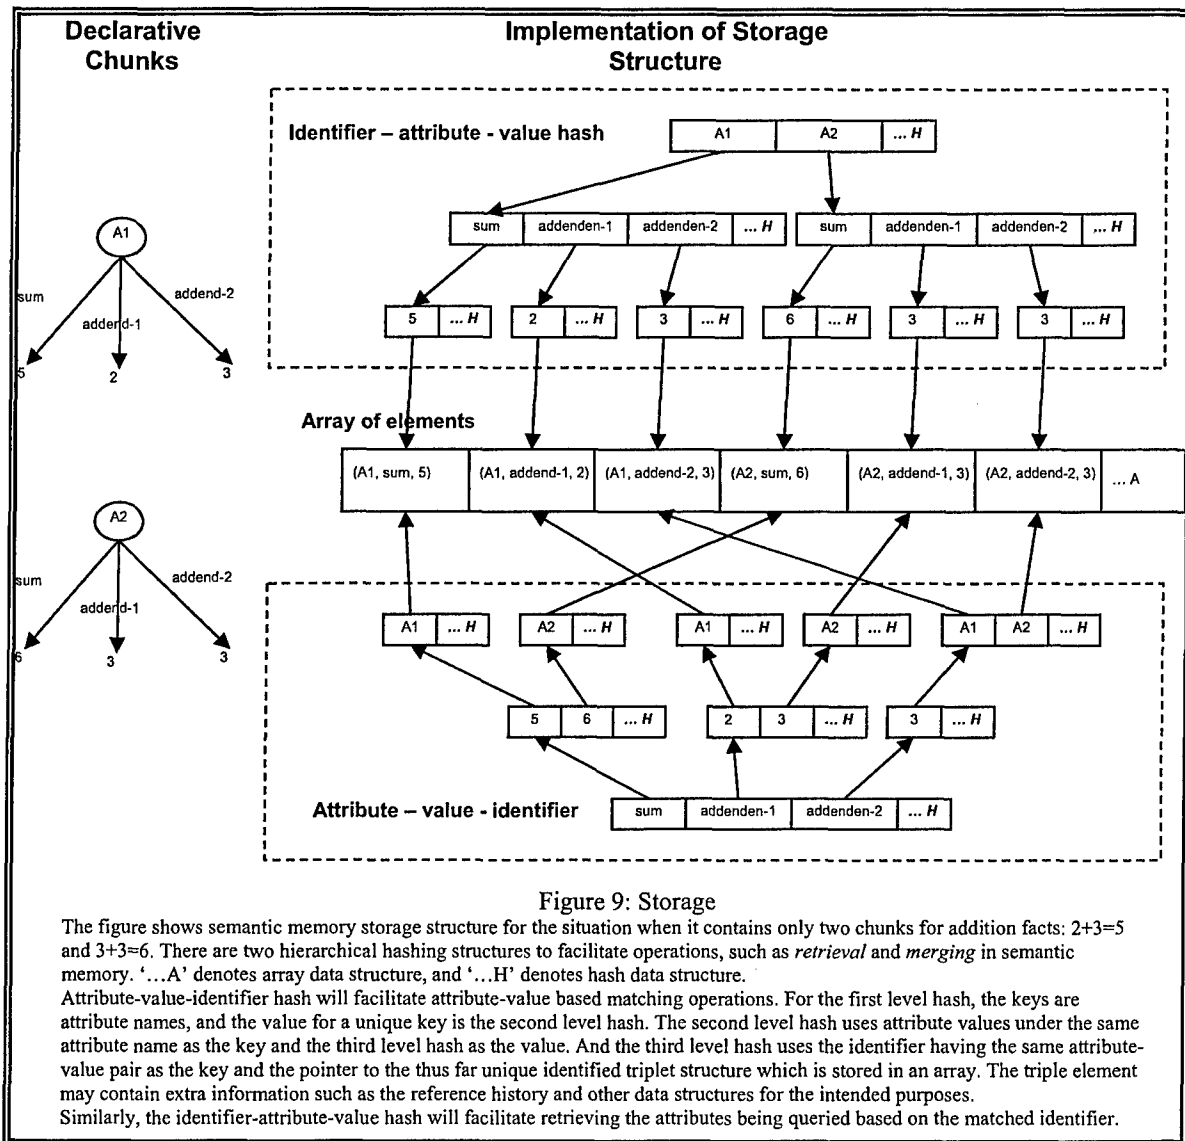 Declarative
Chunks
Implementation of Storage
Structure
Identifier – attribute - value hash
A1 A2 ... H
sum addenden-1 addenden-2 ... H sum addenden-1 addenden-2 ... H
A1
sum addend-1 addend-2
5 2 3
5 ... H 2 ... H 3 ... H 6 ... H 3 ... H 3 ... H
Array of elements
(A1, sum, 5) (A1, addend-1, 2) (A1, addend-2, 3) (A2, sum, 6) (A2, addend-1, 3) (A2, addend-2, 3) ... A
A2
sum addend-1 addend-2
6 3 3
A1 ... H A2 ... H A1 ... H A2 ... H A1 A2 ... H
5 6 ... H 2 3 ... H 3 ... H
Attribute – value - identifier
sum addenden-1 addenden-2 ... H
Figure 9: Storage
The figure shows semantic memory storage structure for the situation when it contains only two chunks for addition facts: 2+3=5
and 3+3=6. There are two hierarchical hashing structures to facilitate operations, such as retrieval and merging in semantic
memory. ‘...A’ denotes array data structure, and ‘...H’ denotes hash data structure.
Attribute-value-identifier hash will facilitate attribute-value based matching operations. For the first level hash, the keys are
attribute names, and the value for a unique key is the second level hash. The second level hash uses attribute values under the same
attribute name as the key and the third level hash as the value. And the third level hash uses the identifier having the same attribute-
value pair as the key and the pointer to the thus far unique identified triplet structure which is stored in an array. The triple element
may contain extra information such as the reference history and other data structures for the intended purposes.
Similarly, the identifier-attribute-value hash will facilitate retrieving the attributes being queried based on the matched identifier.